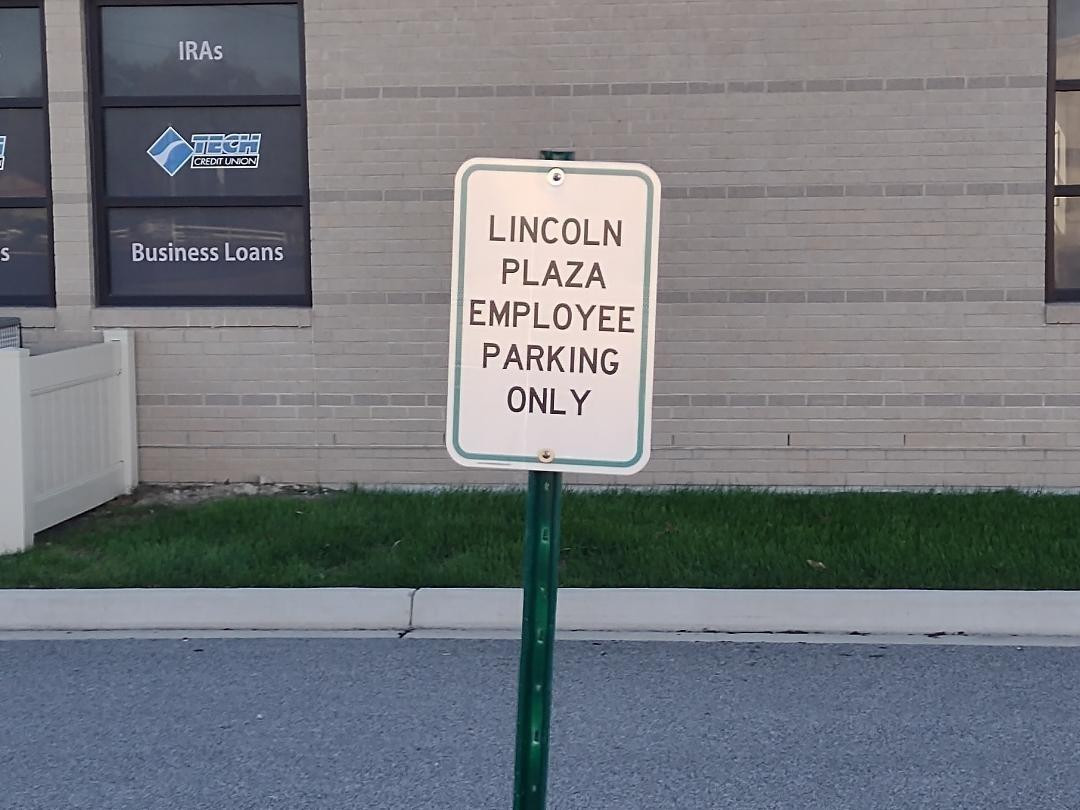 IRAs
TECH
CREDIT UNION
Business Loans
s
LINCOLN
PLAZA
EMPLOYEE
PARKING
ONLY